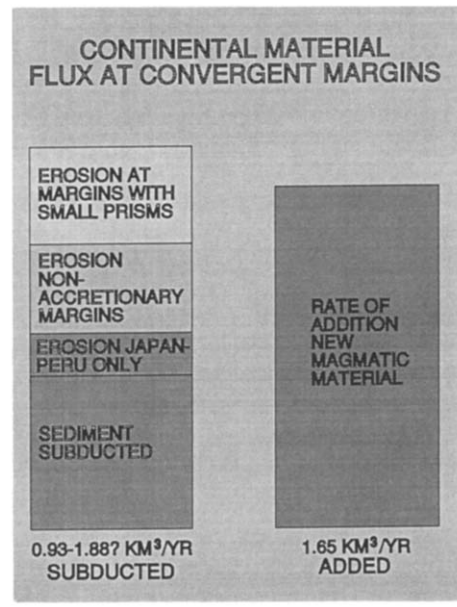 CONTINENTAL MATERIAL
FLUX AT CONVERGENT MARGINS
EROSION AT
MARGINS WITH
SMALL PRISMS
EROSION
NON-
ACCRETIONARY
MARGINS
EROSION JAPAN-
PERU ONLY
SEDIMENT
SUBDUCTED
0.93-1.88? KM³/YR
SUBDUCTED
RATE OF
ADDITION
NEW
MAGMATIC
MATERIAL
1.65 KM³/YR
ADDED